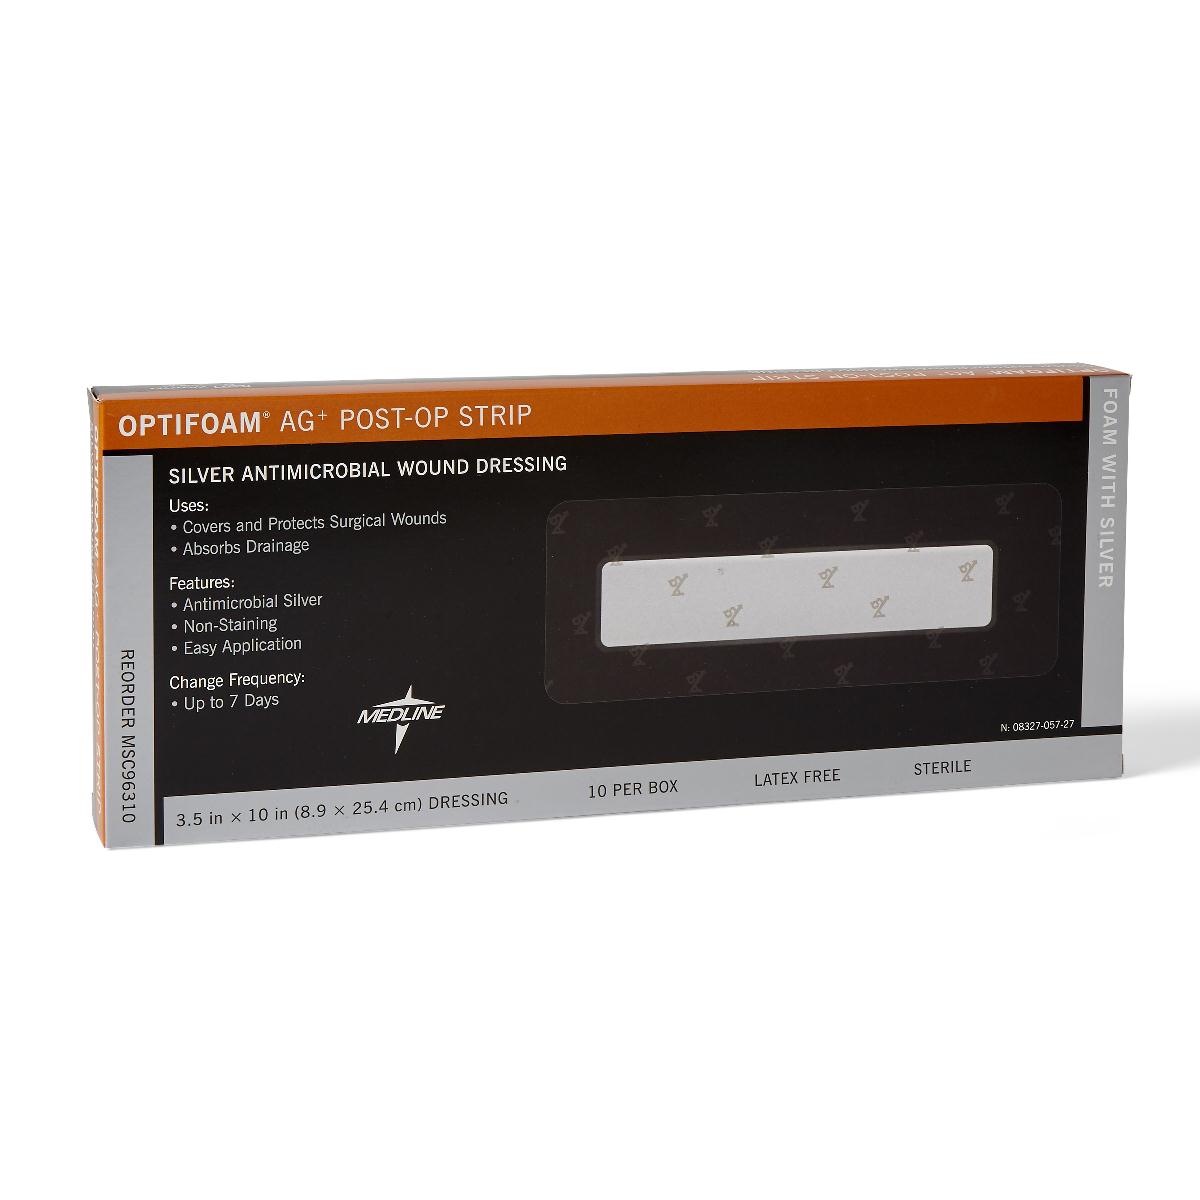 OPTIFOAM® AG+ POST-OP STRIP
SILVER ANTIMICROBIAL WOUND DRESSING
Uses:
• Covers and Protects Surgical Wounds
• Absorbs Drainage
Features:
• Antimicrobial Silver
• Non-Staining
• Easy Application
Change Frequency:
• Up to 7 Days
MEDLINE
N: 08327-057-27
FOAM WITH SILVER
REORDER MSC96310
3.5 in × 10 in (8.9 × 25.4 cm) DRESSING
10 PER BOX
LATEX FREE
STERILE